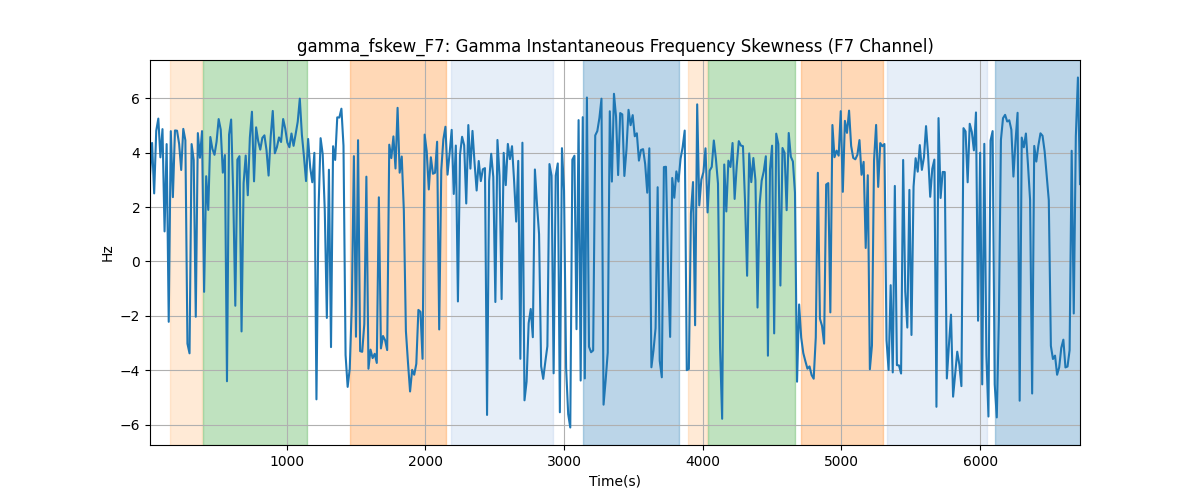 gamma_fskew_F7: Gamma Instantaneous Frequency Skewness (F7 Channel)
6
4
2
0
−2
−4
−6
Hz
1000 2000 3000 4000 5000 6000
Time(s)